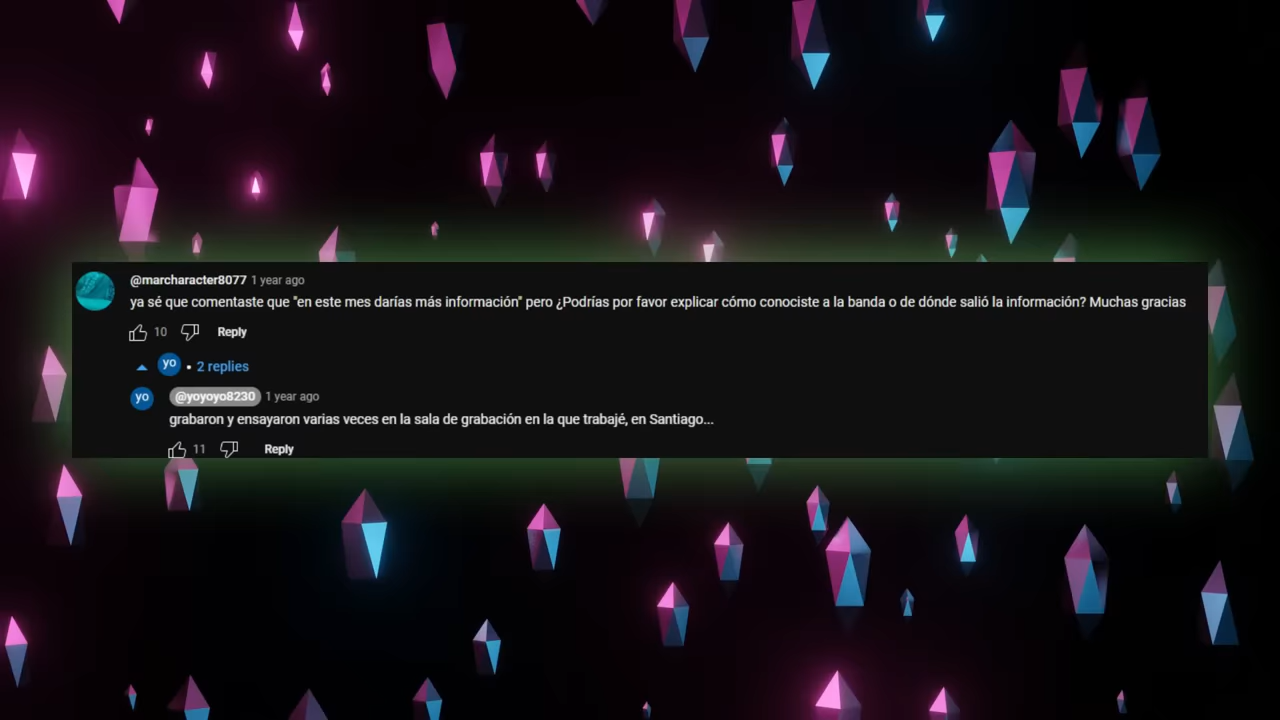 @marcharacter8077 1 year ago
ya sé que comentaste que "en este mes darías más información" pero ¿Podrías por favor explicar cómo conociste a la banda o de dónde salió la información? Muchas gracias
10 Reply
yo • 2 replies
yo @yoyoyo8230 1 year ago
grabaron y ensayaron varias veces en la sala de grabación en la que trabajé, en Santiago...
11 Reply